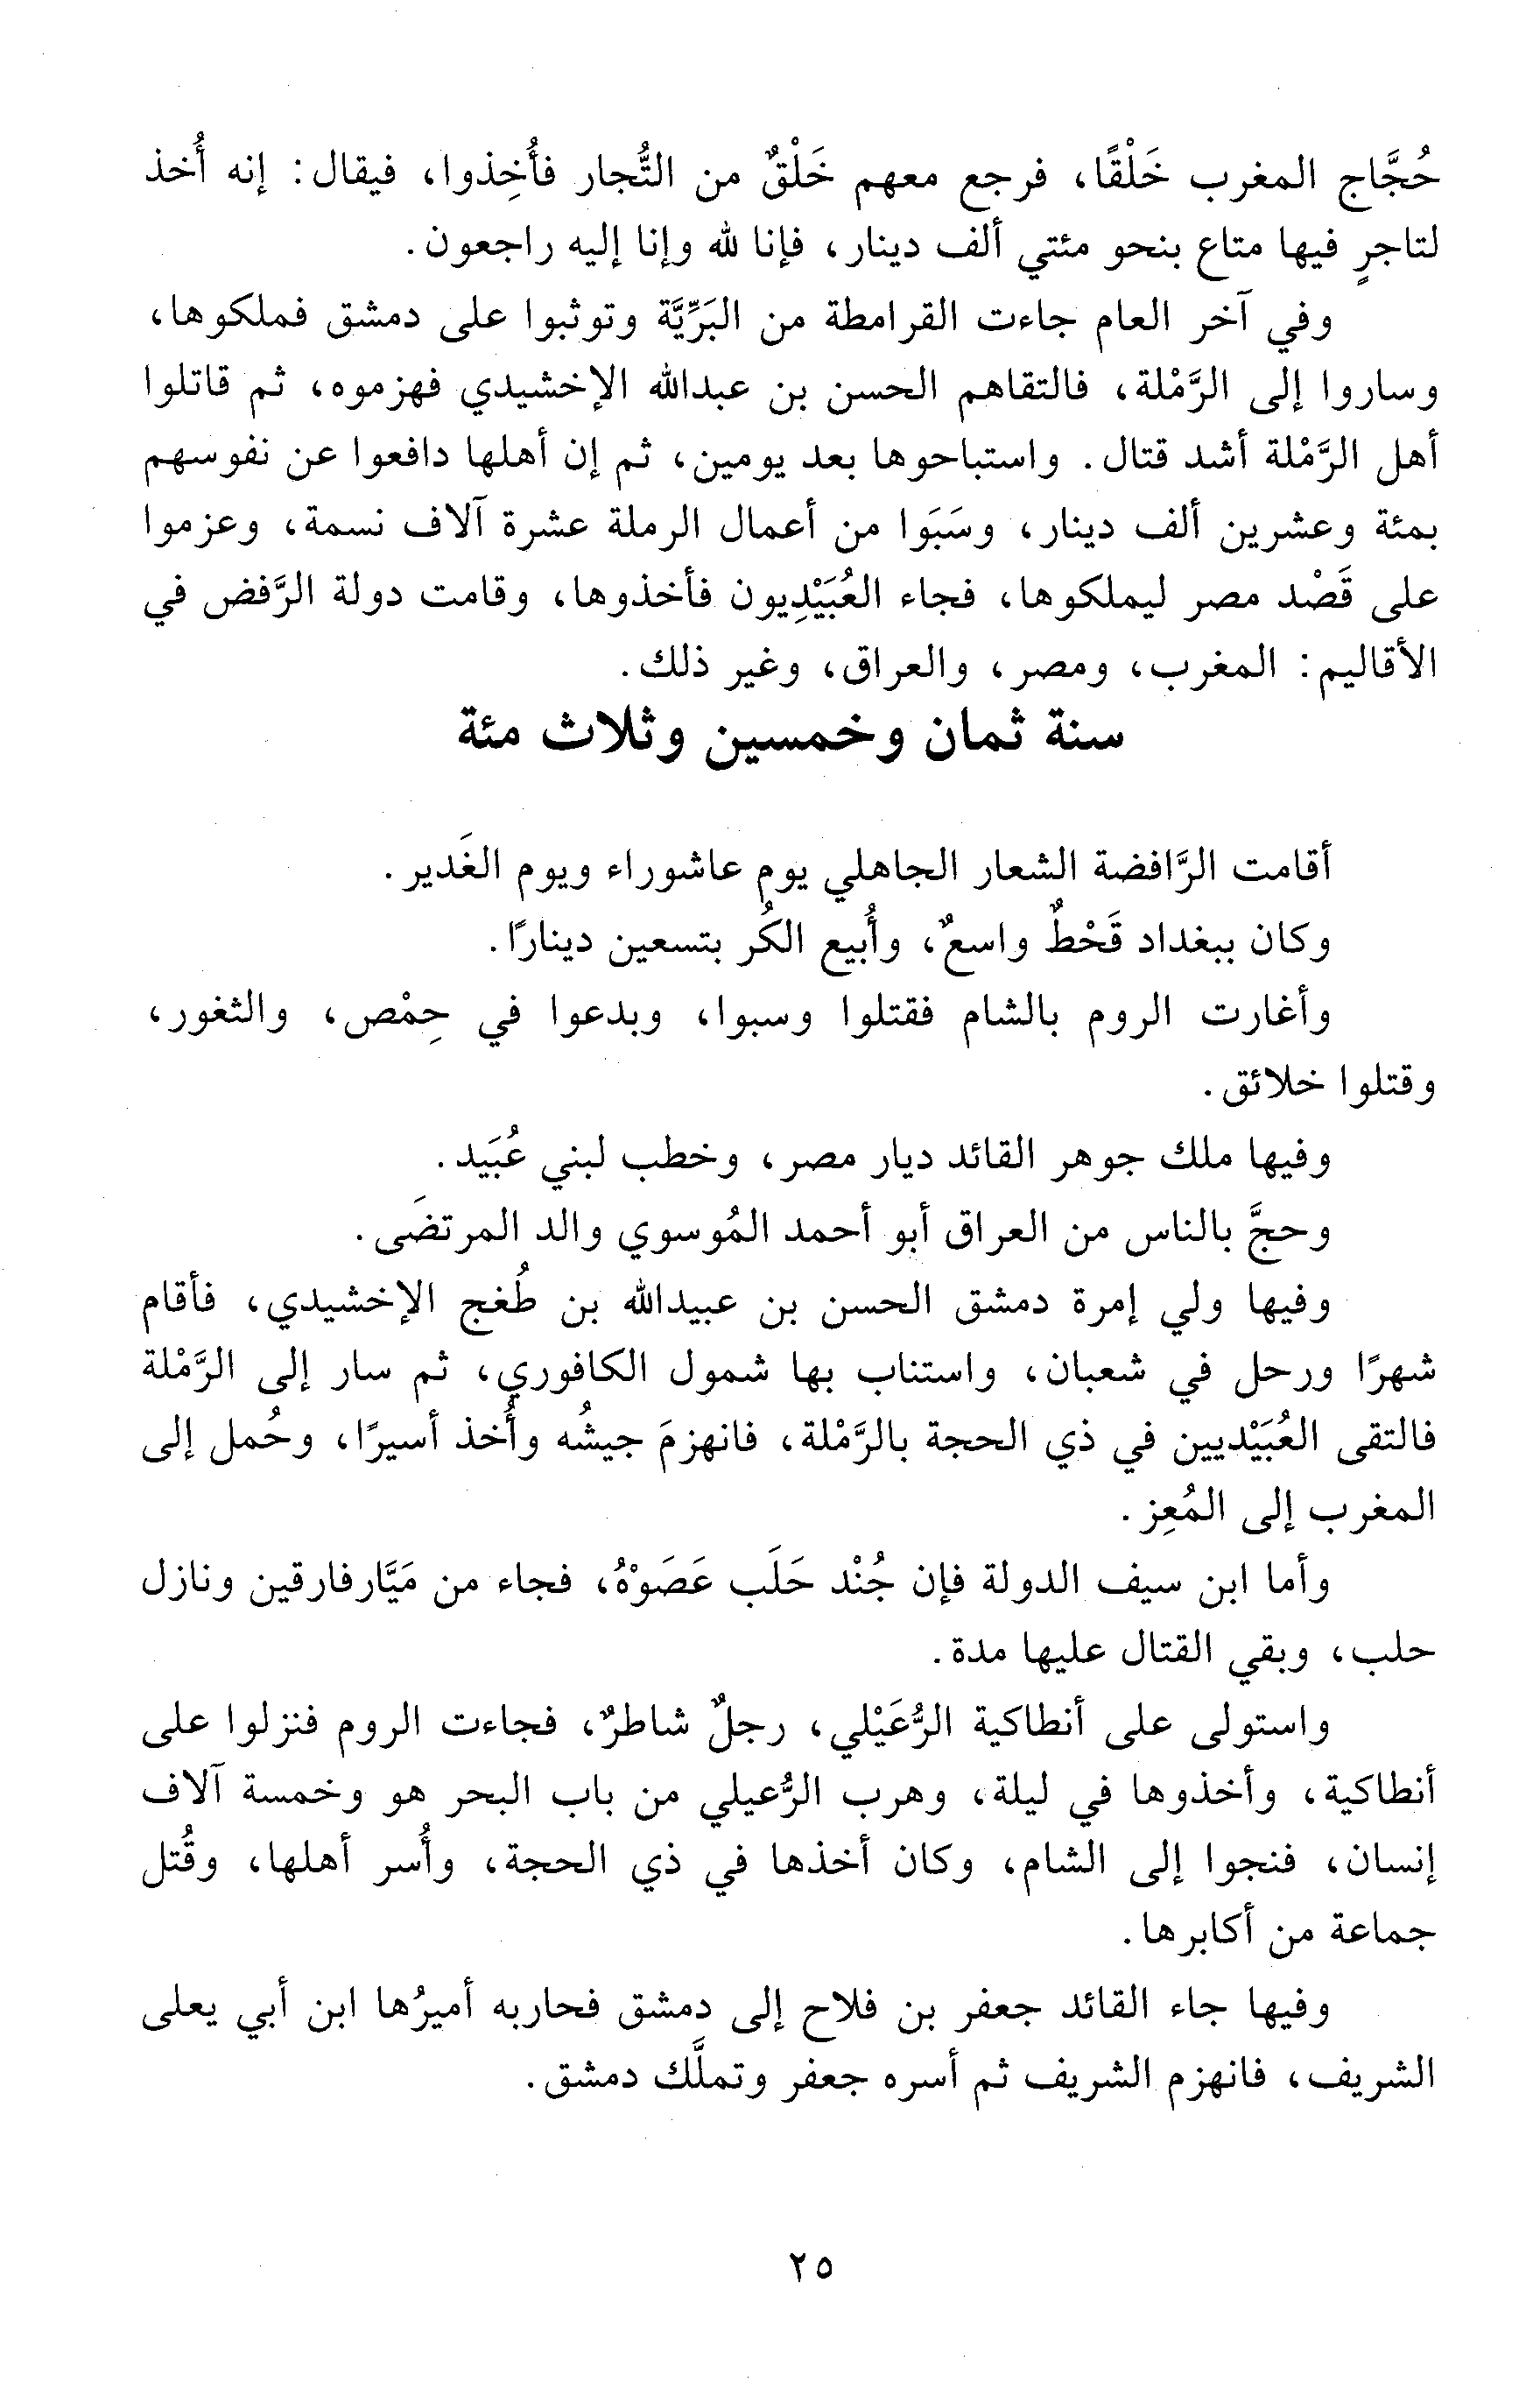 حُجَّاج المغرب خَلْقًا، فرجع معهم خَلْقٌ من التُّجار فأُخِذوا، فيقال: إنه أُخذ
لتاجرٍ فيها متاع بنحو مئتي ألف دينار، فإنا لله وإنا إليه راجعون.
وفي آخر العام جاءت القرامطة من البَرِّيَّة وتوثبوا على دمشق فملكوها،
وساروا إلى الرَّمْلة، فالتقاهم الحسن بن عبدالله الإخشيدي فهزموه، ثم قاتلوا
أهل الرَّمْلة أشد قتال. واستباحوها بعد يومين، ثم إن أهلها دافعوا عن نفوسهم
بمئة وعشرين ألف دينار، وسَبَوا من أعمال الرملة عشرة آلاف نسمة، وعزموا
على قَصْد مصر ليملكوها، فجاء العُبَيْدِيون فأخذوها، وقامت دولة الرَّفض في
الأقاليم: المغرب، ومصر، والعراق، وغير ذلك.
سنة ثمان وخمسين وثلاث مئة
أقامت الرَّافضة الشعار الجاهلي يوم عاشوراء ويوم الغَدير.
وكان ببغداد قَحْطٌ واسعٌ، وأُبيع الكُر بتسعين دينارًا.
وأغارت الروم بالشام فقتلوا وسبوا، وبدعوا في حِمْص، والثغور،
وقتلوا خلائق.
وفيها ملك جوهر القائد ديار مصر، وخطب لبني عُبَيد.
وحجَّ بالناس من العراق أبو أحمد المُوسوي والد المرتضَى.
وفيها ولي إمرة دمشق الحسن بن عبيدالله بن طُغج الإخشيدي، فأقام
شهرًا ورحل في شعبان، واستناب بها شمول الكافوري، ثم سار إلى الرَّمْلة
فالتقى العُبَيْديين في ذي الحجة بالرَّمْلة، فانهزمَ جيشُه وأُخذ أسيرًا، وحُمل إلى
المغرب إلى المُعِز.
وأما ابن سيف الدولة فإن جُنْد حَلَب عَصَوْهُ، فجاء من مَيَّارفارقين ونازل
حلب، وبقي القتال عليها مدة.
واستولى على أنطاكية الرُّعَيْلي، رجلٌ شاطرٌ، فجاءت الروم فنزلوا على
أنطاكية، وأخذوها في ليلة، وهرب الرُّعيلي من باب البحر هو وخمسة آلاف
إنسان، فنجوا إلى الشام، وكان أخذها في ذي الحجة، وأُسر أهلها، وقُتل
جماعة من أكابرها.
وفيها جاء القائد جعفر بن فلاح إلى دمشق فحاربه أميرُها ابن أبي يعلى
الشريف، فانهزم الشريف ثم أسره جعفر وتملَّك دمشق.
٢٥